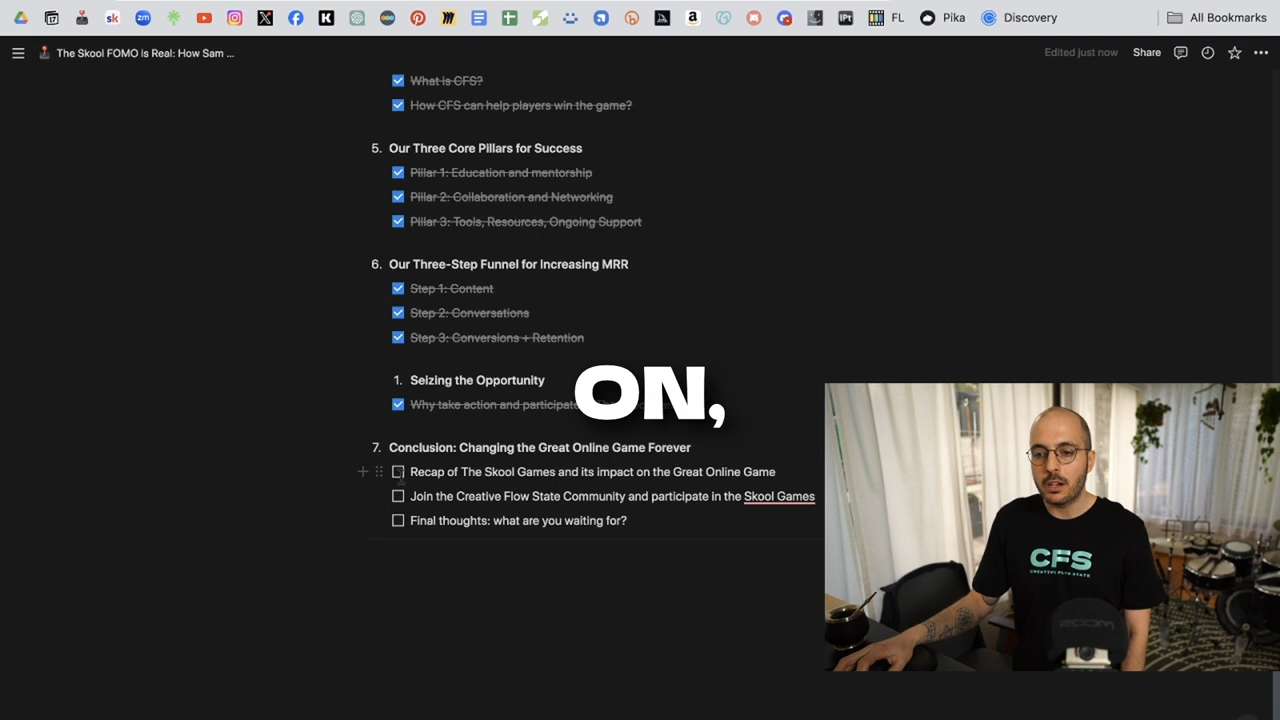 FL
Pika
Discovery
All Bookmarks
The Skool FOMO is Real: How Sam ...
Edited just now
Share
What is CFS?
How CFS can help players win the game?
5. Our Three Core Pillars for Success
Pillar 1: Education and mentorship
Pillar 2: Collaboration and Networking
Pillar 3: Tools, Resources, Ongoing Support
6. Our Three-Step Funnel for Increasing MRR
Step 1: Content
Step 2: Conversations
Step 3: Conversions + Retention
1. Seizing the Opportunity
ON,
Why take action and participate
7. Conclusion: Changing the Great Online Game Forever
Recap of The Skool Games and its impact on the Great Online Game
Join the Creative Flow State Community and participate in the Skool Games
Final thoughts: what are you waiting for?
CFS
CREATIVE FLOW STATE
ZOOM